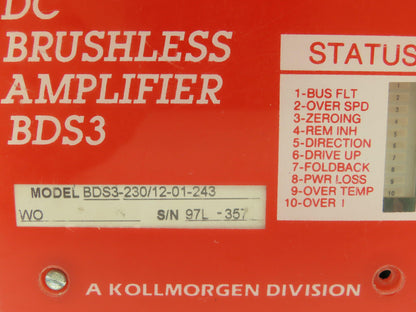 DC
BRUSHLESS
AMPLIFIER
BDS3
STATUS
1-BUS FLT
2-OVER SPD
3-ZEROING
4-REM INH
5-DIRECTION
6-DRIVE UP
7-FOLDBACK
8-PWR LOSS
9-OVER TEMP
10-OVER I
MODEL BDS3-230/12-01-243
WO S/N 97L -357
A KOLLMORGEN DIVISION